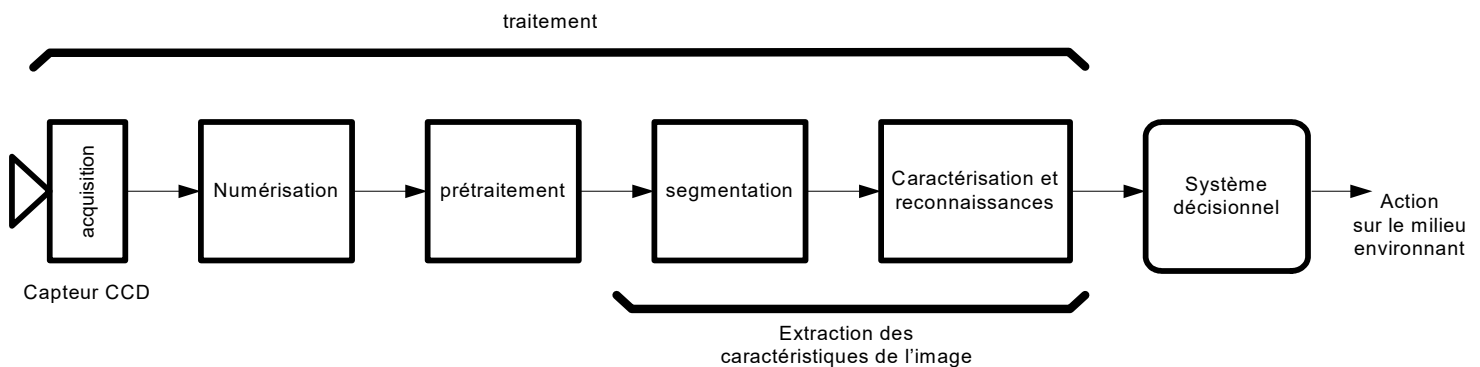 traitement
acquisition
Numérisation
prétraitement
segmentation
Caractérisation et
reconnaissances
Système
décisionnel
Action
sur le milieu
environnant
Capteur CCD
Extraction des
caractéristiques de l’image